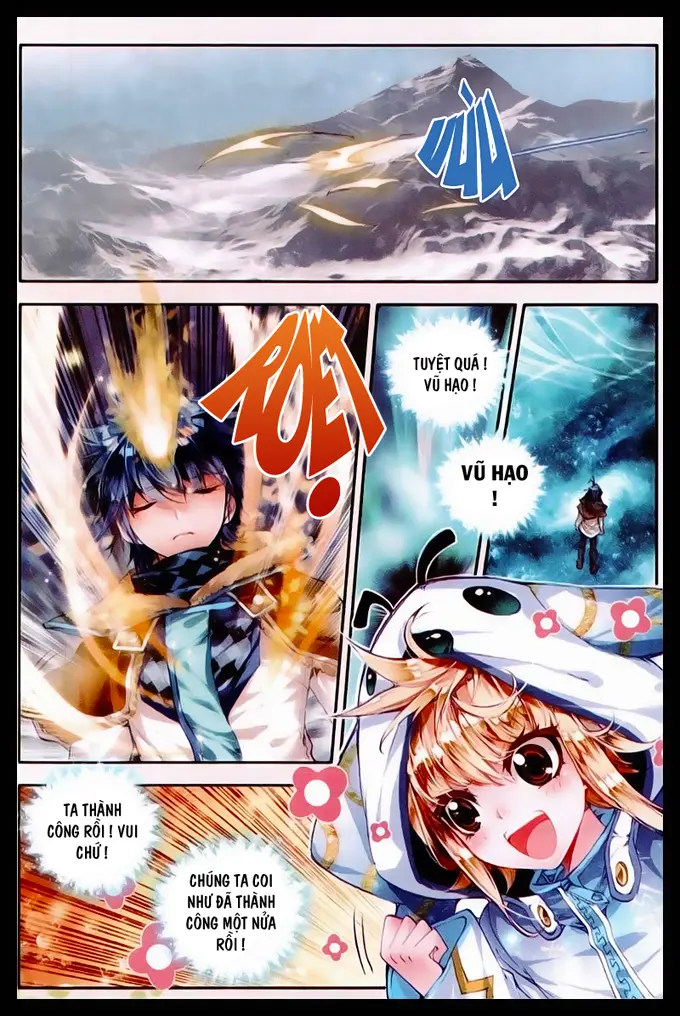 VÙÙ
ROẸT
TUYỆT QUÁ !
VŨ HẠO !
VŨ HẠO
!
TA THÀNH
CÔNG RỒI ! VUI
CHỨ !
CHÚNG TA COI
NHƯ ĐÃ THÀNH
CÔNG MỘT NỬA
RỒI !